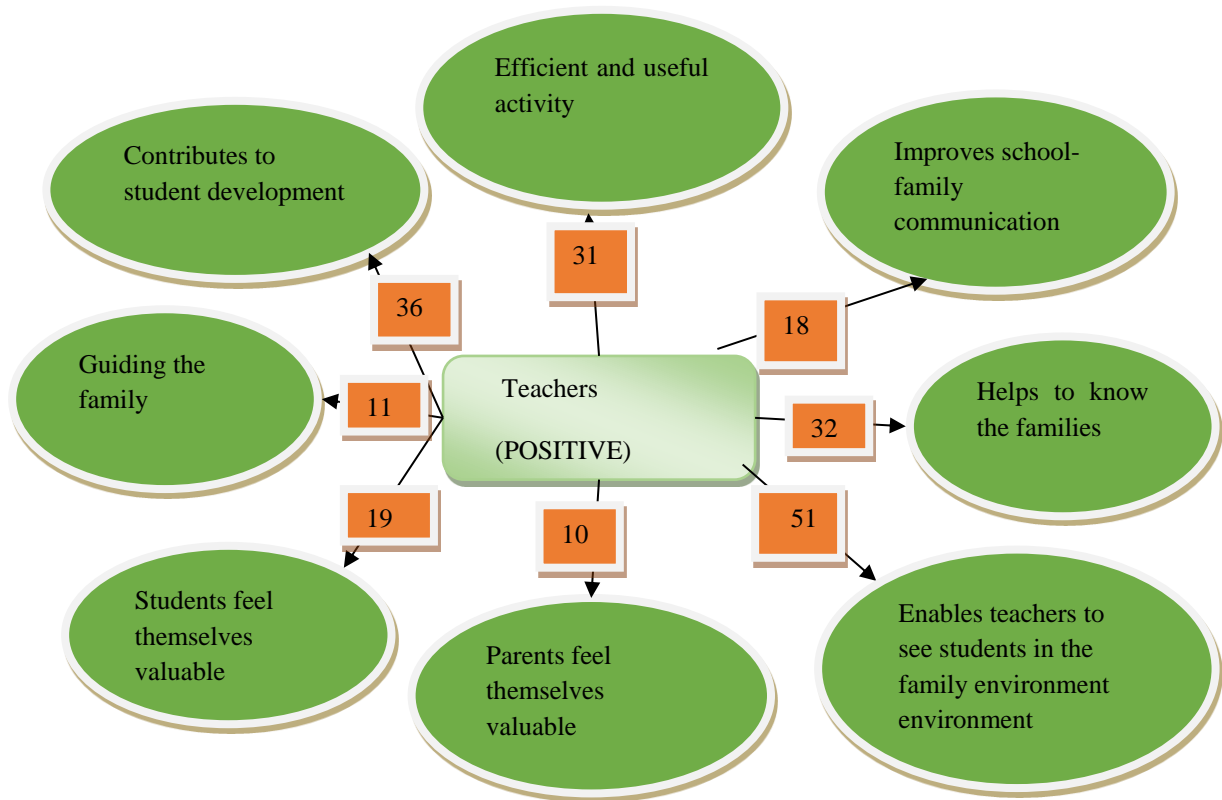 Efficient and useful
activity
Contributes to
student development
Improves school-
family
communication
31
36
18
Guiding the
family
11
Teachers
(POSITIVE)
32
Helps to know
the families
19
10
51
Students feel
themselves
valuable
Parents feel
themselves
valuable
Enables teachers to
see students in the
family environment
environment